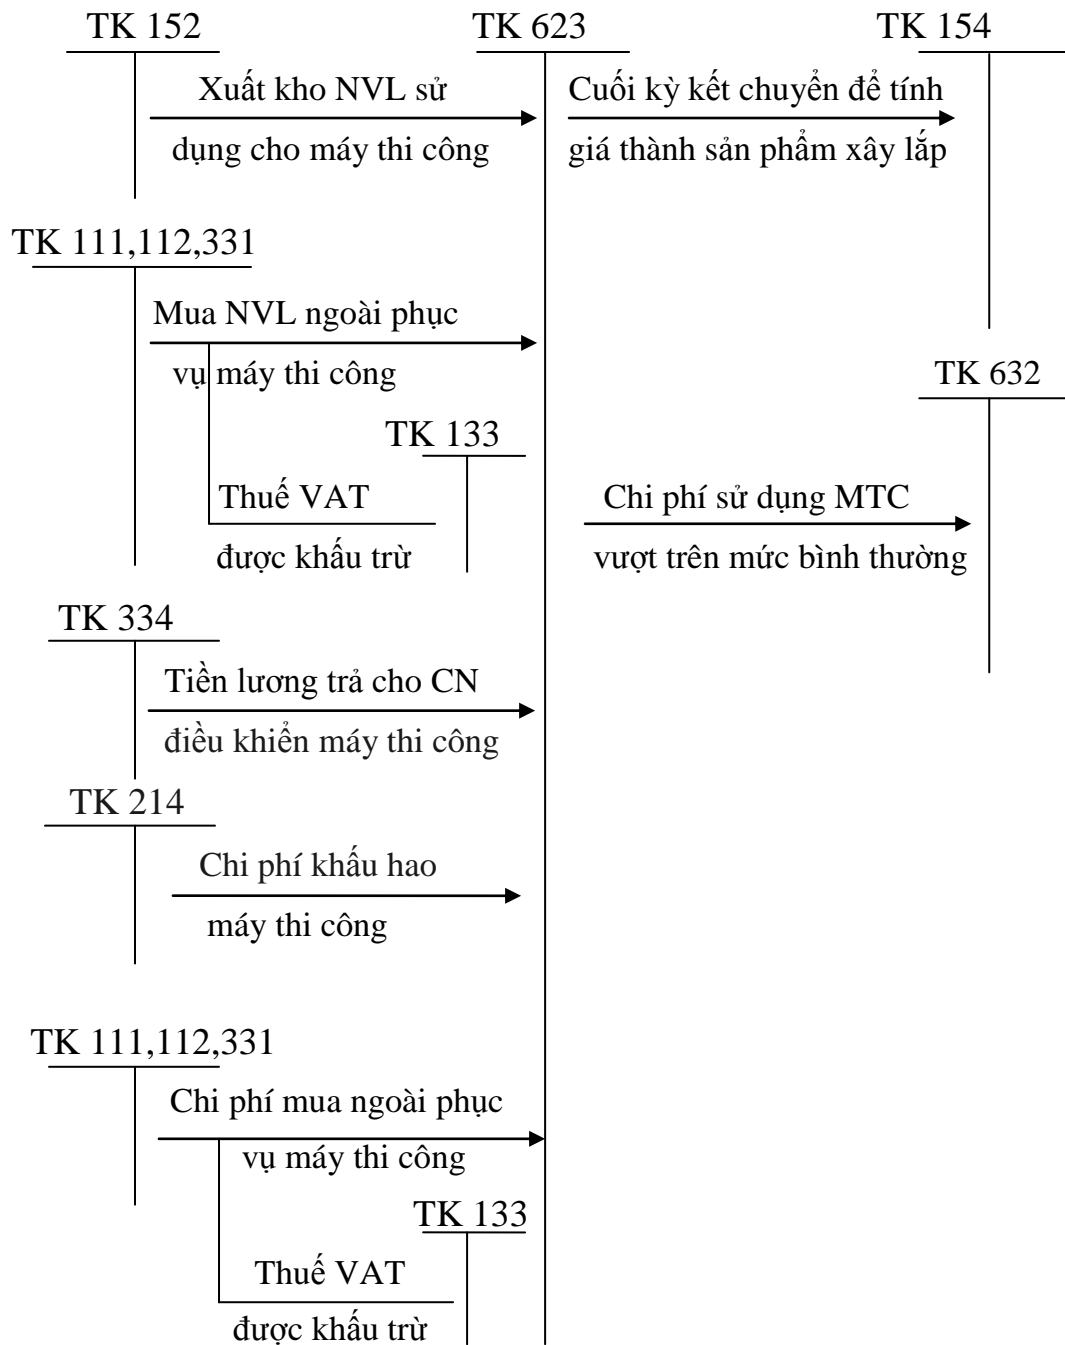 TK 152
TK 623
TK 154
Xuất kho NVL sử
dụng cho máy thi công
Cuối kỳ kết chuyển để tính
giá thành sản phẩm xây lắp
TK 111,112,331
Mua NVL ngoài phục
vụ máy thi công
TK 632
TK 133
Thuế VAT
được khấu trừ
Chi phí sử dụng MTC
vượt trên mức bình thường
TK 334
Tiền lương trả cho CN
điều khiển máy thi công
TK 214
Chi phí khấu hao
máy thi công
TK 111,112,331
Chi phí mua ngoài phục
vụ máy thi công
TK 133
Thuế VAT
được khấu trừ